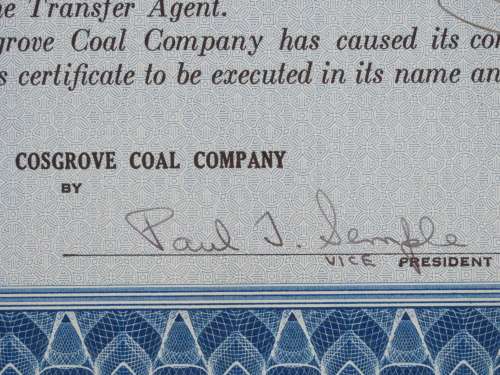 ne Transfer Agent.
grove Coal Company has caused its cor
s certificate to be executed in its name an
COSGROVE COAL COMPANY
BY
Paul T. Semple
VICE PRESIDENT